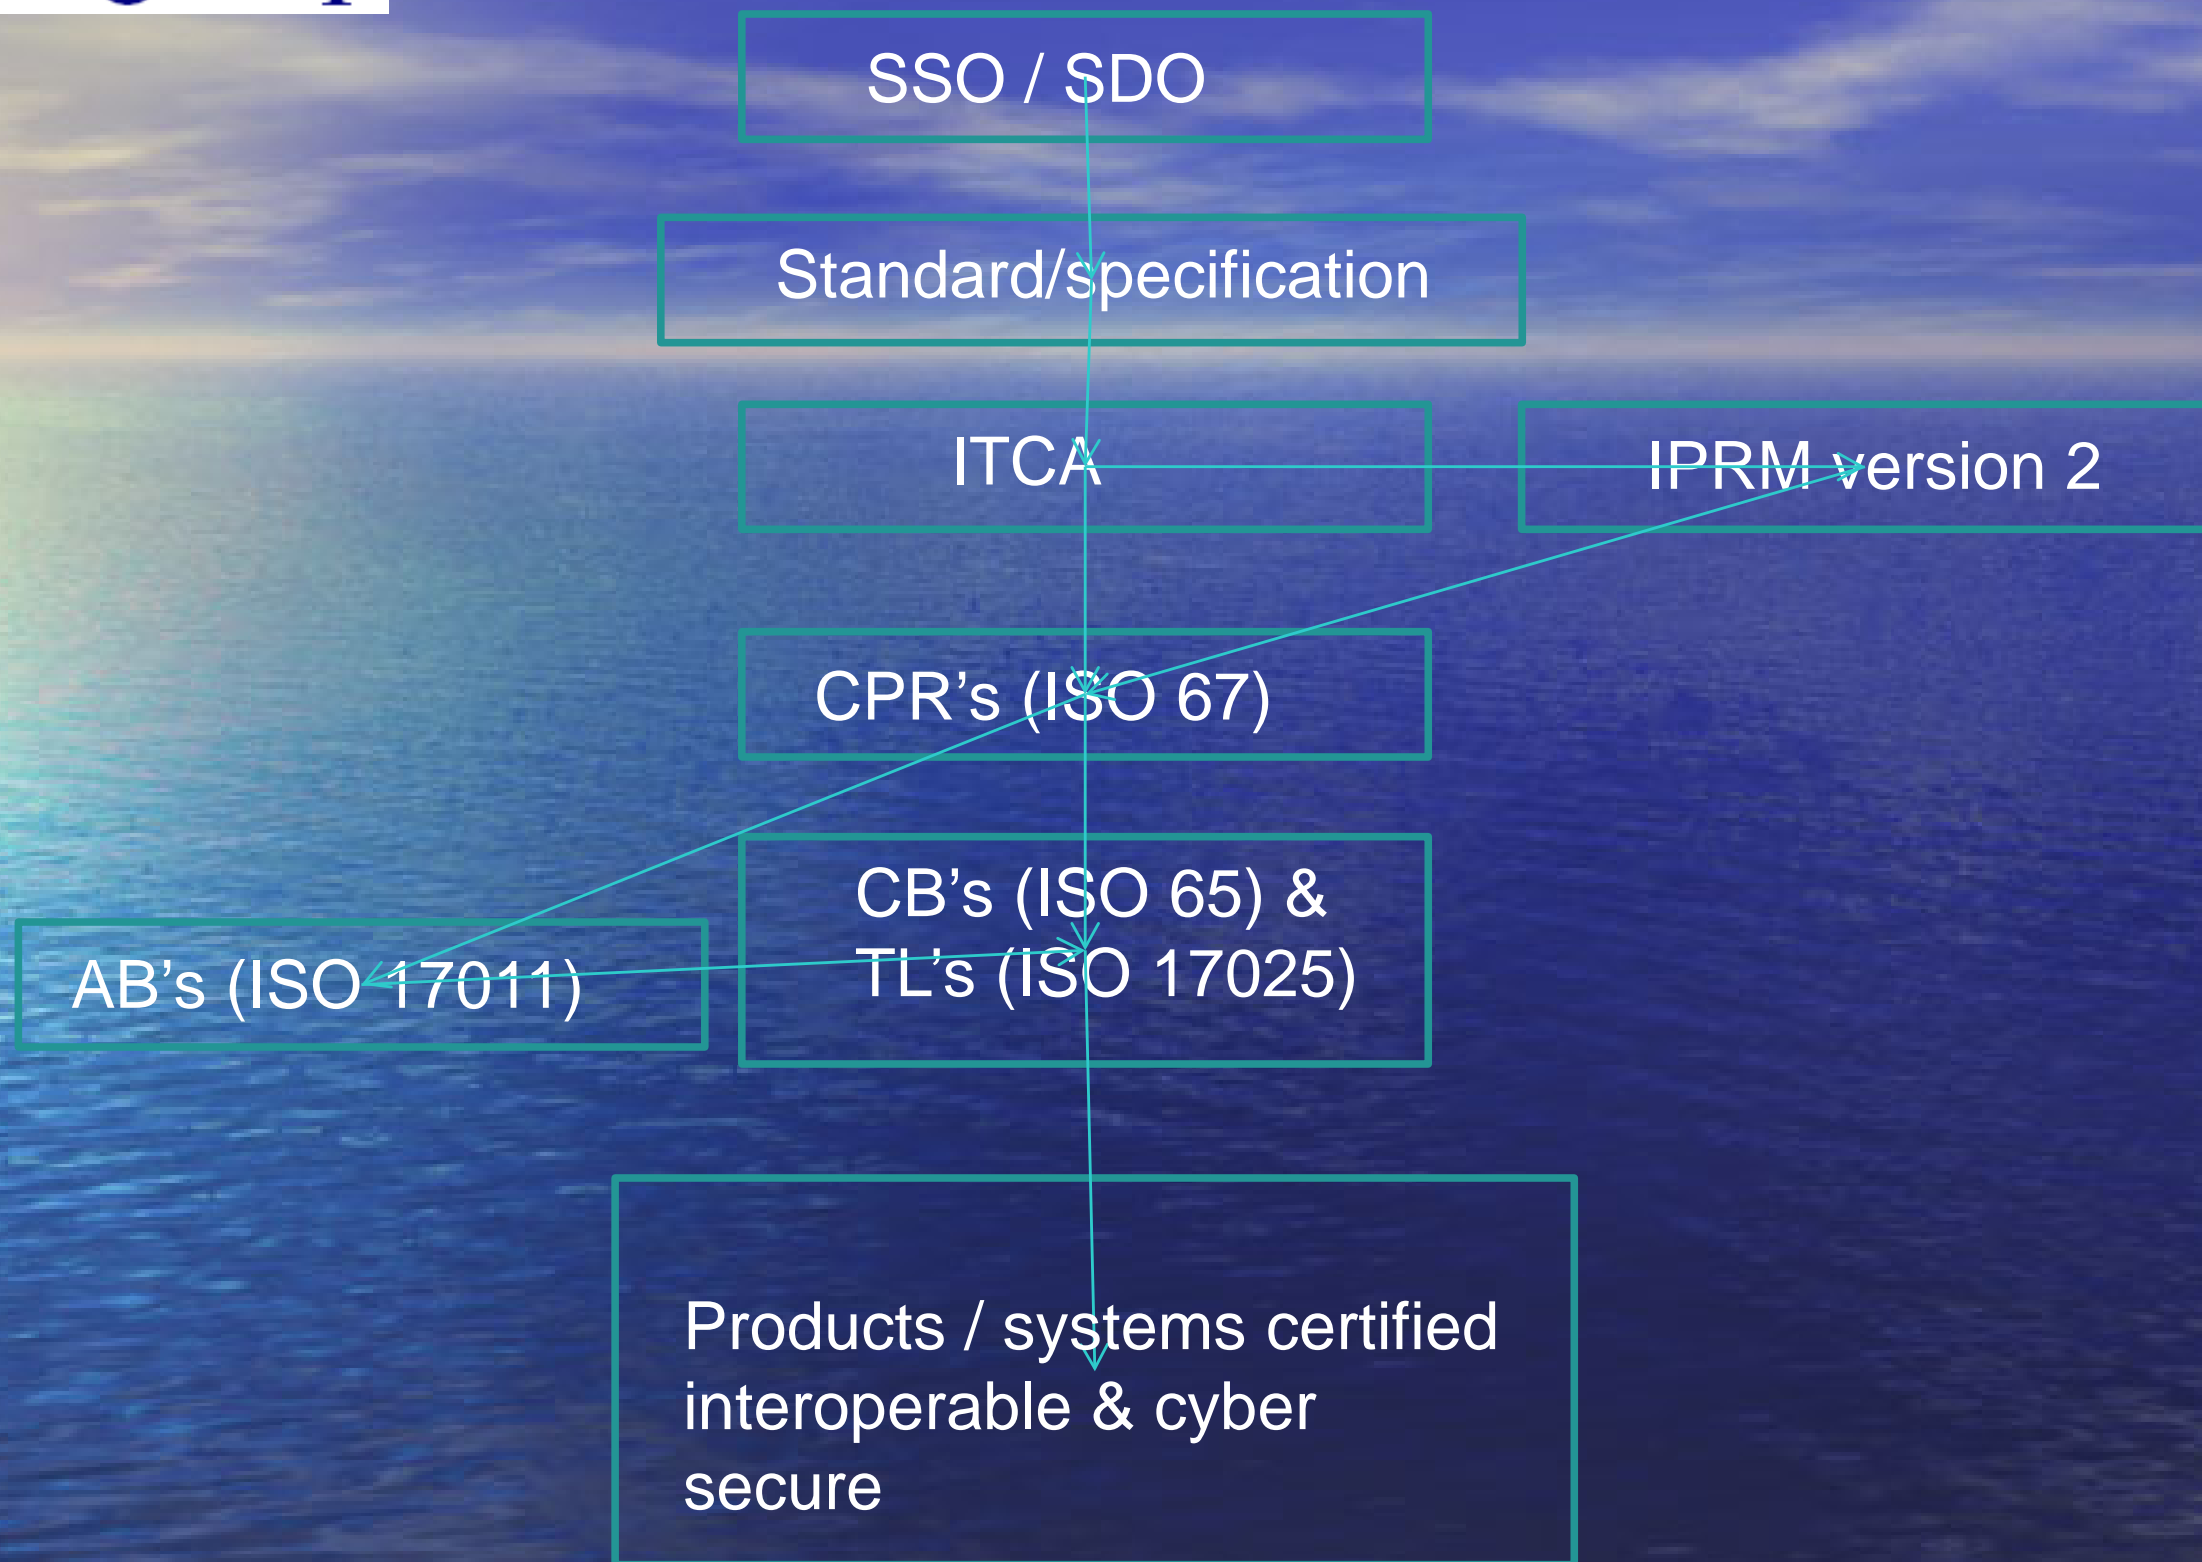 SSO / SDO
Standard/specification
ITCA
IPRM version 2
CPR’s (ISO 67)
CB’s (ISO 65) &
TL’s (ISO 17025)
AB’s (ISO 17011)
Products / systems certified
interoperable & cyber
secure